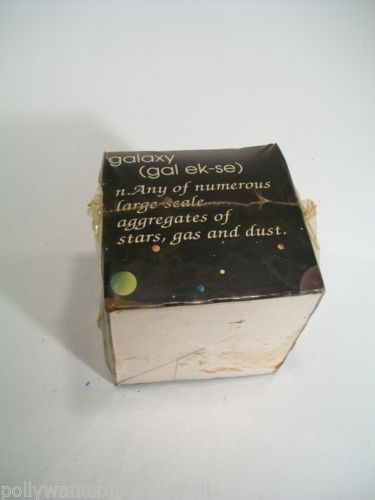 galaxy
(gal ek-se)
n.Any of numerous
large scale
aggregates of
stars, gas and dust.